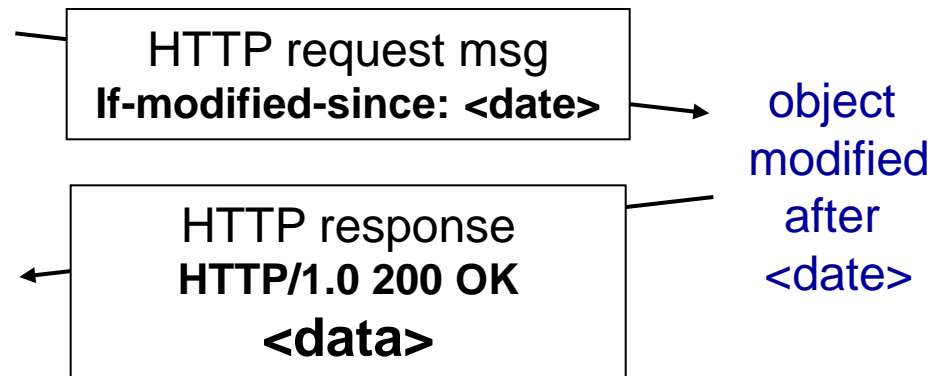 HTTP request msg
If-modified-since: <date>
object
modified
after
<date>
HTTP response
HTTP/1.0 200 OK
<data>